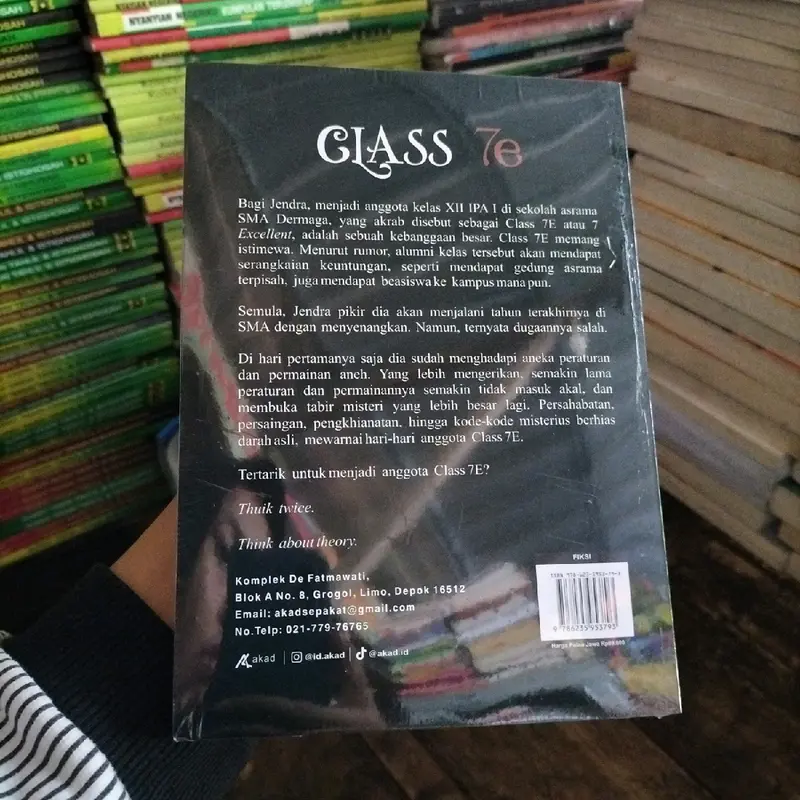 CLASS 7e
Bagi Jendra, menjadi anggota kelas XII IPA 1 di sekolah asrama
SMA Dermaga, yang akrab disebut sebagai Class 7E atau 7
Excellent, adalah sebuah kebanggaan besar. Class 7E memang
istimewa. Menurut rumor, alumni kelas tersebut akan mendapat
serangkaian keuntungan, seperti mendapat gedung asrama
terpisah, juga mendapat beasiswa ke kampus mana pun.
Semula, Jendra pikir dia akan menjalani tahun terakhirnya di
SMA dengan menyenangkan. Namun, ternyata dugaannya salah.
Di hari pertamanya saja dia sudah menghadapi aneka peraturan
dan permainan aneh. Yang lebih mengerikan, semakin lama
peraturan dan permainannya semakin tidak masuk akal, dan
membuka tabir misteri yang lebih besar lagi. Persahabatan,
persaingan, pengkhianatan, hingga kode-kode misterius berhias
darah asli, mewarnai hari-hari anggota Class 7E.
Tertarik untuk menjadi anggota Class 7E?
Thuik twice.
Think about theory.
Komplek De Fatmawati,
Blok A No. 8, Grogol, Limo, Depok 16512
Email: akadsepakat@gmail.com
No.Telp: 021-779-76765
akad @id.akad @akad.id
FIKSI
9 786235 953793
Harga Pulau Jawa